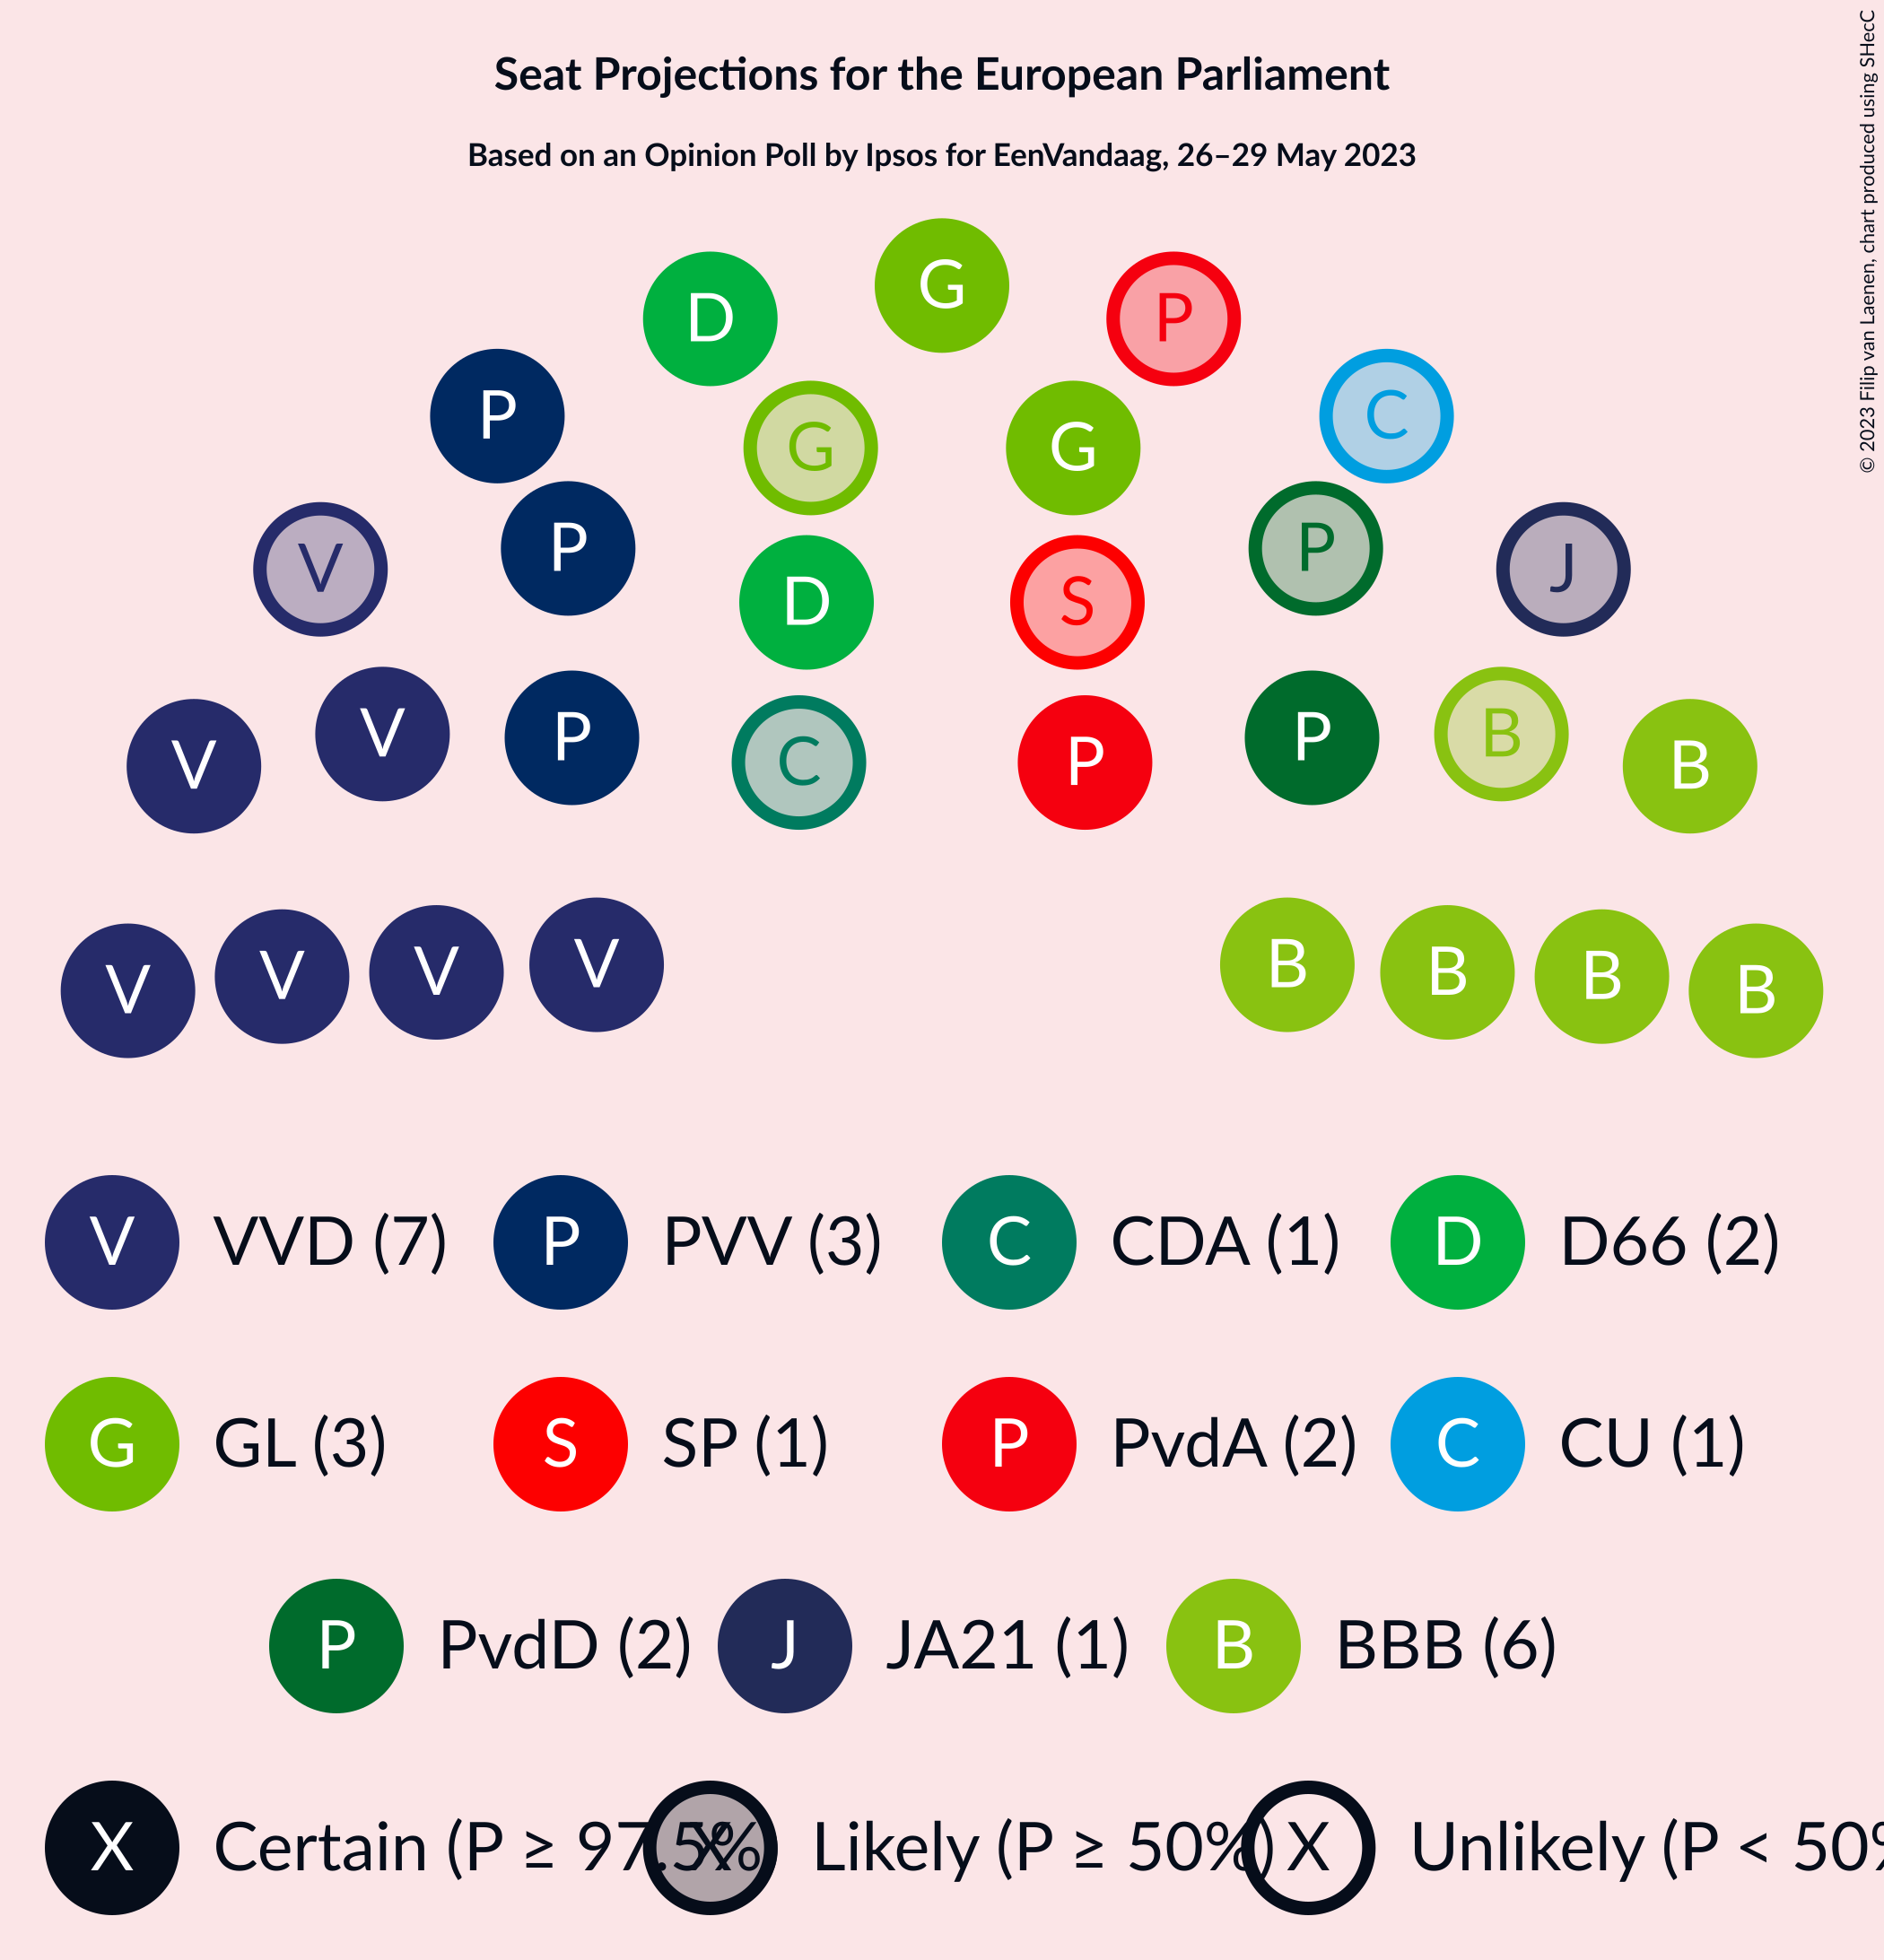 Seat Projections for the European Parliament
Based on an Opinion Poll by Ipsos for EenVandaag, 26–29 May 2023
© 2023 Filip van Laenen, chart produced using SHecC
G
D P
P C
G G
P P
V J
D S
V B
P P
C P
V B
V V V V B B B B
V VVD (7) P PVV (3) C CDA (1) D D66 (2)
G GL (3) S SP (1) P PvdA (2) C CU (1)
P PvdD (2) J JA21 (1) B BBB (6)
X Certain (P ≥ 97.5% X Likely (P ≥ 50%) X Unlikely (P < 50%